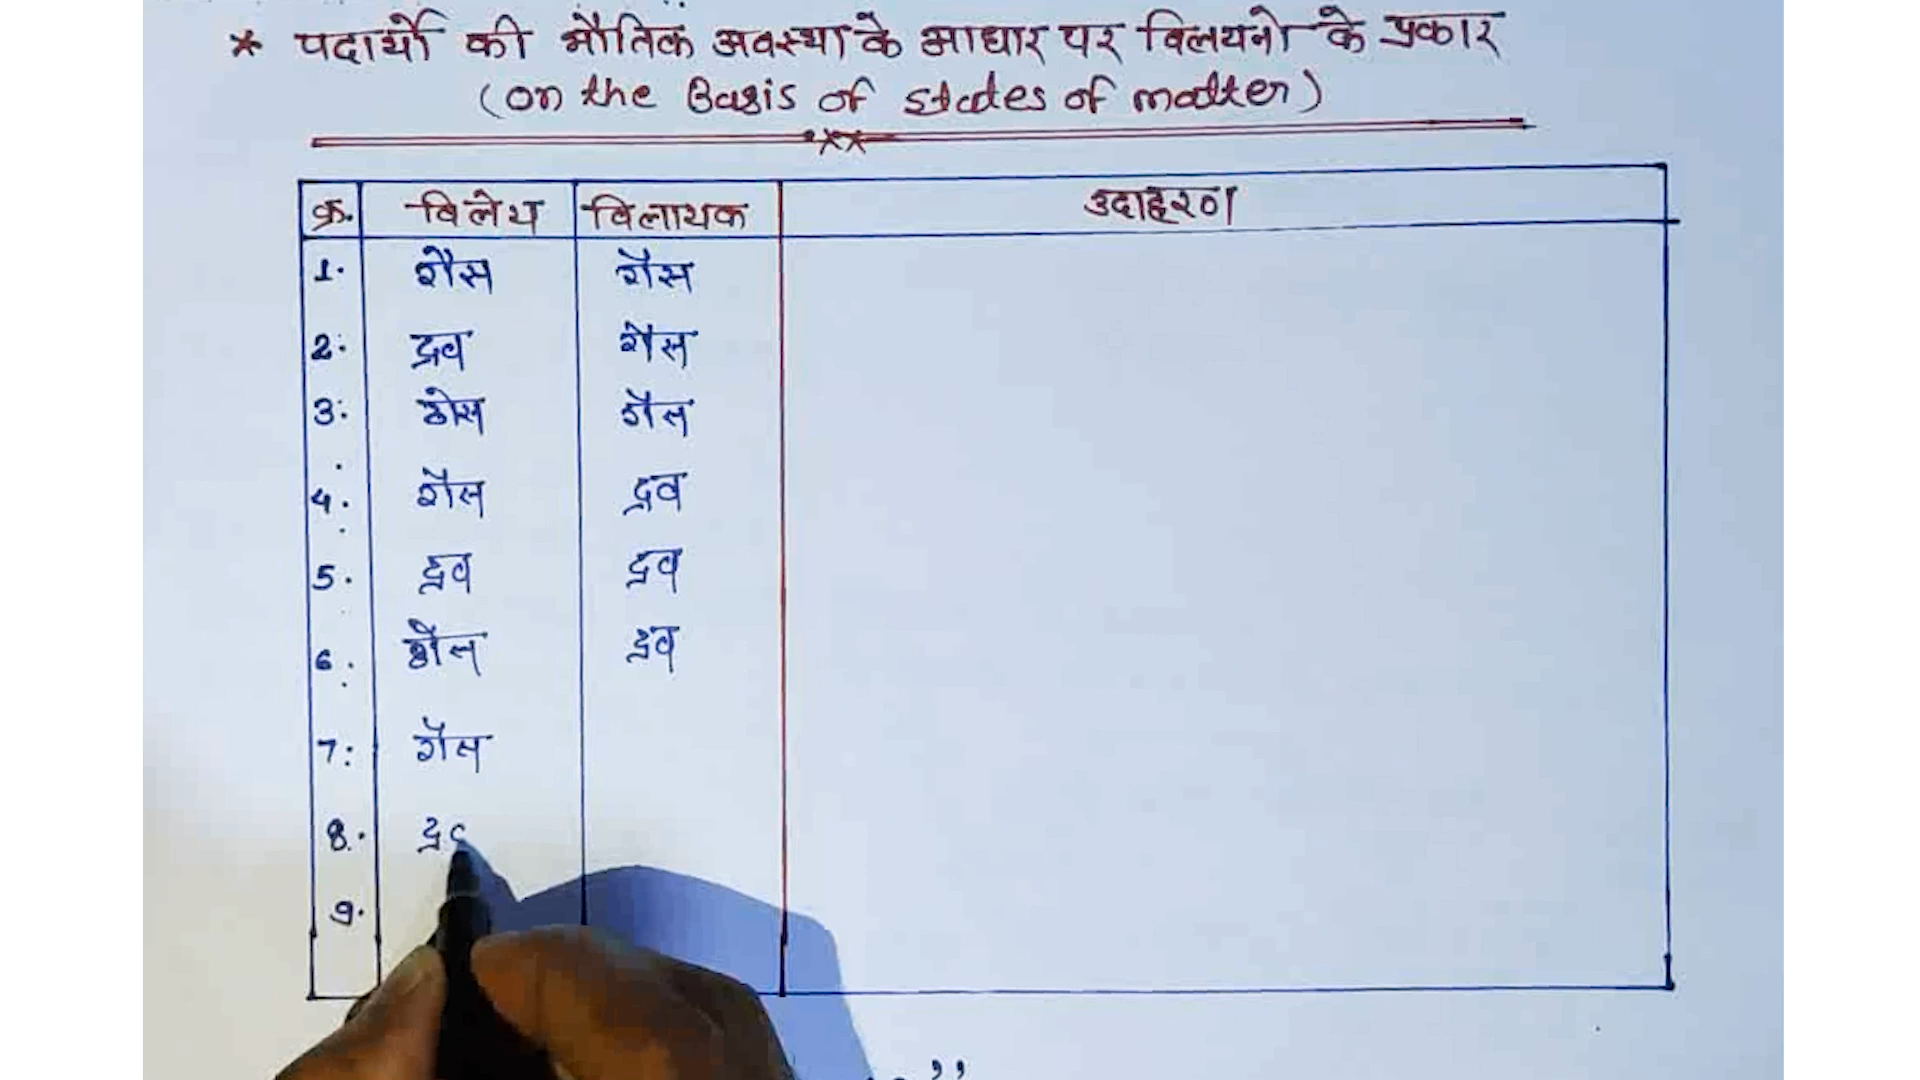 * पदार्थो की भौतिक अवस्था के आधार पर विलयनो के प्रकार
(on the Basis of states of matter)
क्र. विलेय विलायक उदाहरण
1. गैस गैस
2. द्रव गैस
3. ठोस गैस
4. गैस द्रव
5. द्रव द्रव
6. ठोस द्रव
7. गैस
8.
9.